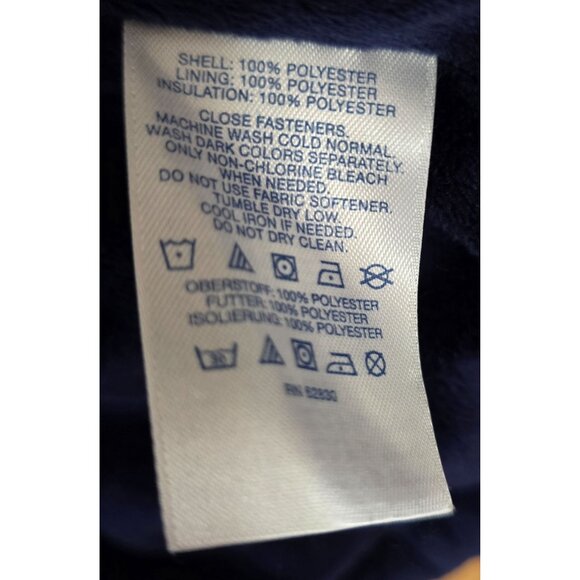 SHELL: 100% POLYESTER
LINING: 100% POLYESTER
INSULATION: 100% POLYESTER
CLOSE FASTENERS.
MACHINE WASH COLD NORMAL.
WASH DARK COLORS SEPARATELY.
ONLY NON-CHLORINE BLEACH
WHEN NEEDED.
DO NOT USE FABRIC SOFTENER.
TUMBLE DRY LOW.
COOL IRON IF NEEDED.
DO NOT DRY CLEAN.
OBERSTOFF: 100% POLYESTER
FUTTER: 100% POLYESTER
ISOLIERUNG: 100% POLYESTER
30
RN 62830